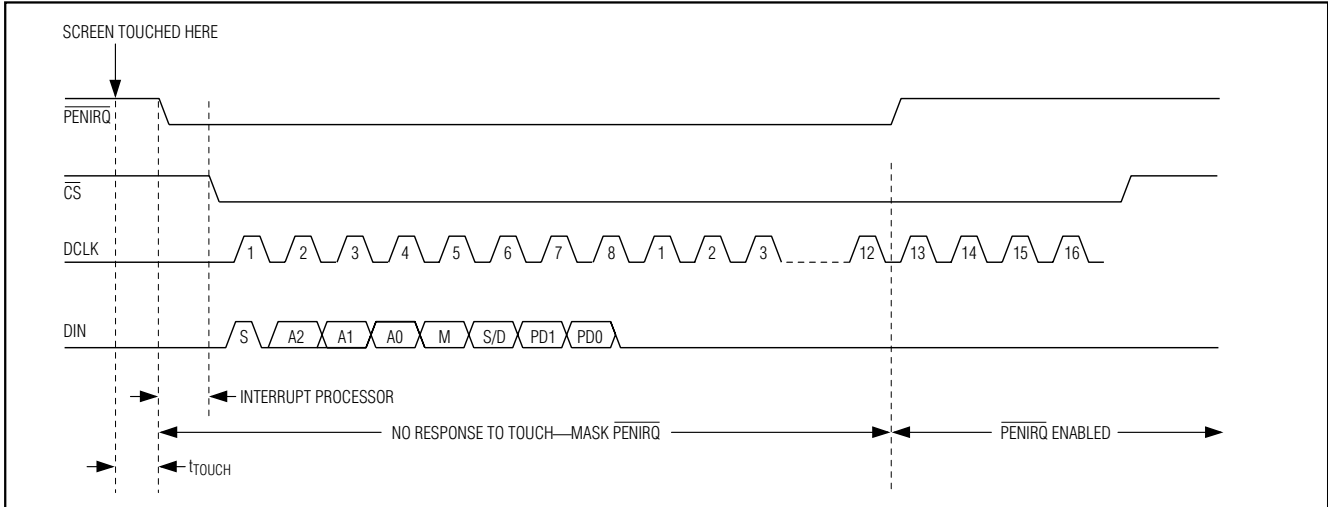 SCREEN TOUCHED HERE
PENIRQ
CS
DCLK 1 2 3 4 5 6 7 8 1 2 3 12 13 14 15 16
DIN S A2 A1 A0 M S/D PD1 PD0
INTERRUPT PROCESSOR
NO RESPONSE TO TOUCH—MASK PENIRQ
PENIRQ ENABLED
tTOUCH